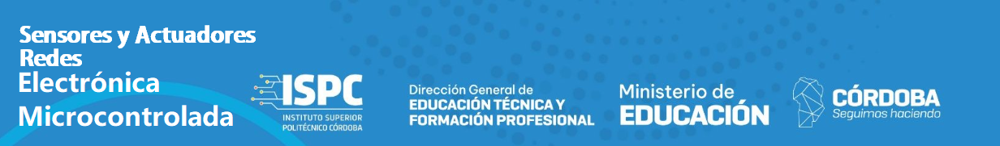 Sensores y Actuadores
Redes
Electrónica
Microcontrolada
ISPC
INSTITUTO SUPERIOR
POLITÉCNICO CÓRDOBA
Dirección General de
EDUCACIÓN TÉCNICA Y
FORMACIÓN PROFESIONAL
Ministerio de
EDUCACIÓN
CÓRDOBA
Seguimos haciendo